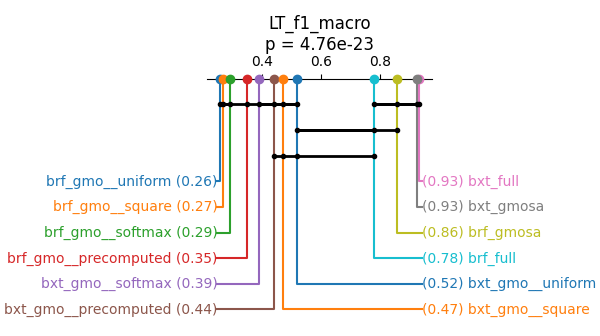 LT_f1_macro
p = 4.76e-23
0.4 0.6 0.8
brf_gmo__uniform (0.26) (0.93) bxt_full
brf_gmo__square (0.27) (0.93) bxt_gmosa
brf_gmo__softmax (0.29) (0.86) brf_gmosa
brf_gmo__precomputed (0.35) (0.78) brf_full
bxt_gmo__softmax (0.39) (0.52) bxt_gmo__uniform
bxt_gmo__precomputed (0.44) (0.47) bxt_gmo__square